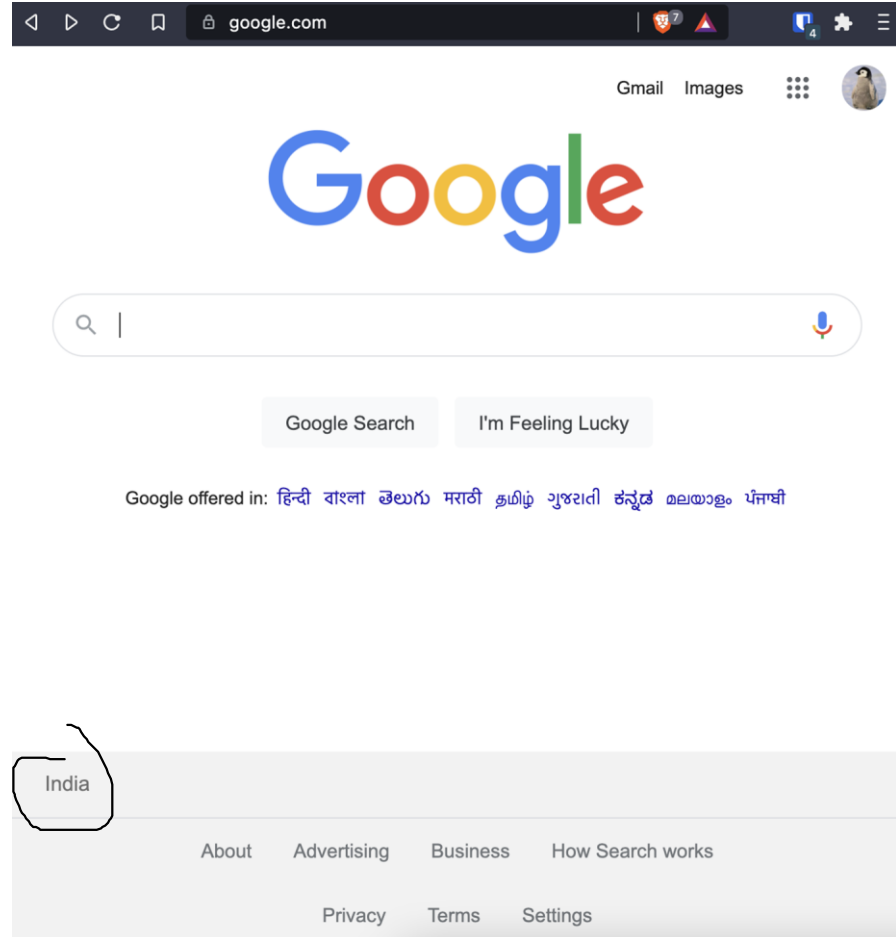 google.com
7
4
Gmail Images
Google
Google Search I'm Feeling Lucky
Google offered in: हिन्दी বাংলা తెలుగు मराठी தமிழ் ગુજરાતી ಕನ್ನಡ മലയാളം ਪੰਜਾਬੀ
India
About Advertising Business How Search works
Privacy Terms Settings